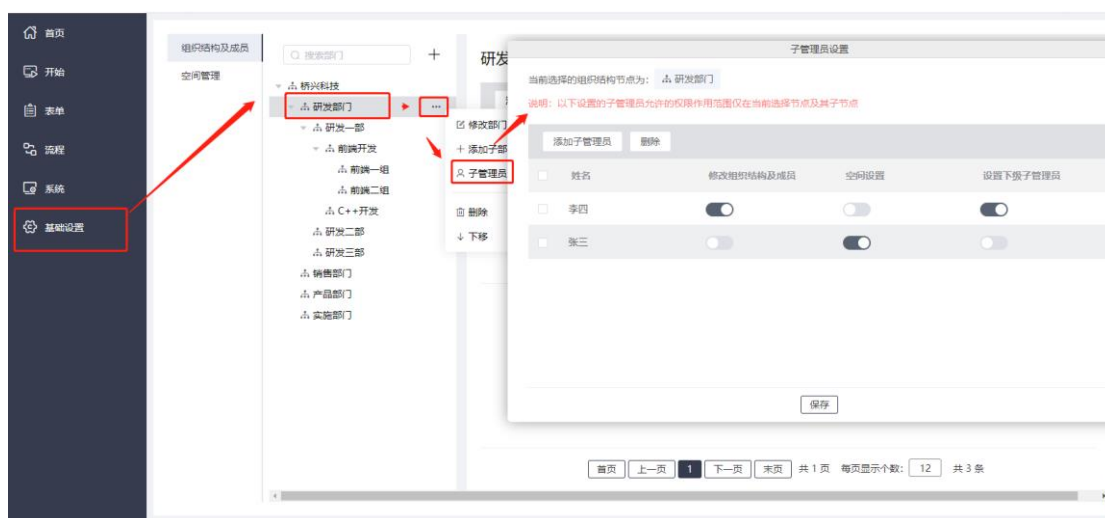 首页
开始
表单
流程
系统
基础设置
组织结构及成员
空间管理
搜索部门
+
桥兴科技
研发部门
...
研发一部
前端开发
前端一组
前端二组
C++开发
研发二部
研发三部
销售部门
产品部门
实施部门
修改部门
添加子部
子管理员
删除
下移
研发
子管理员设置
当前选择的组织结构节点为： 研发部门
说明：以下设置的子管理员允许的权限作用范围仅在当前选择节点及其子节点
添加子管理员 删除
姓名 修改组织结构及成员 空间设置 设置下级子管理员
李四
张三
保存
首页 上一页 1 下一页 末页 共 1 页 每页显示个数： 12 共 3 条